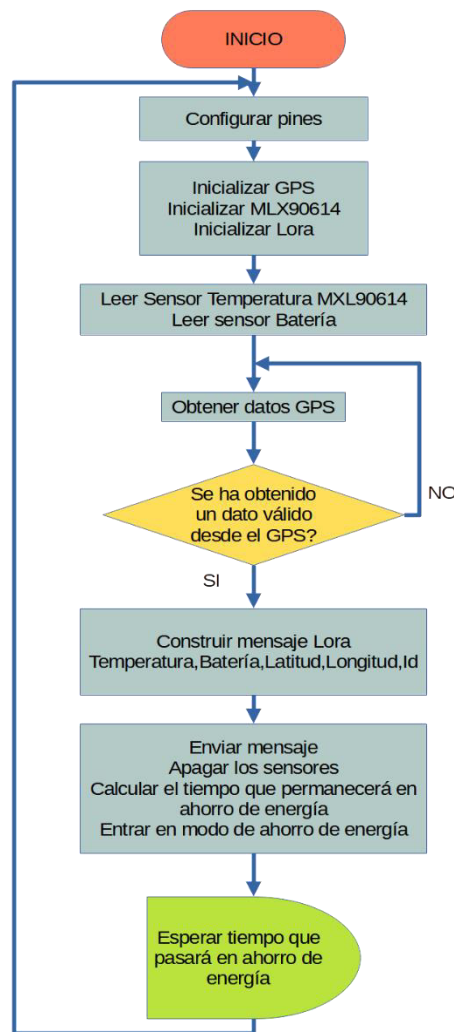 INICIO
Configurar pines
Inicializar GPS
Inicializar MLX90614
Inicializar Lora
Leer Sensor Temperatura MXL90614
Leer sensor Batería
Obtener datos GPS
Se ha obtenido
un dato válido
desde el GPS?
NO
SI
Construir mensaje Lora
Temperatura,Batería,Latitud,Longitud,Id
Enviar mensaje
Apagar los sensores
Calcular el tiempo que permanecerá en
ahorro de energía
Entrar en modo de ahorro de energía
Esperar tiempo que
pasará en ahorro de
energía